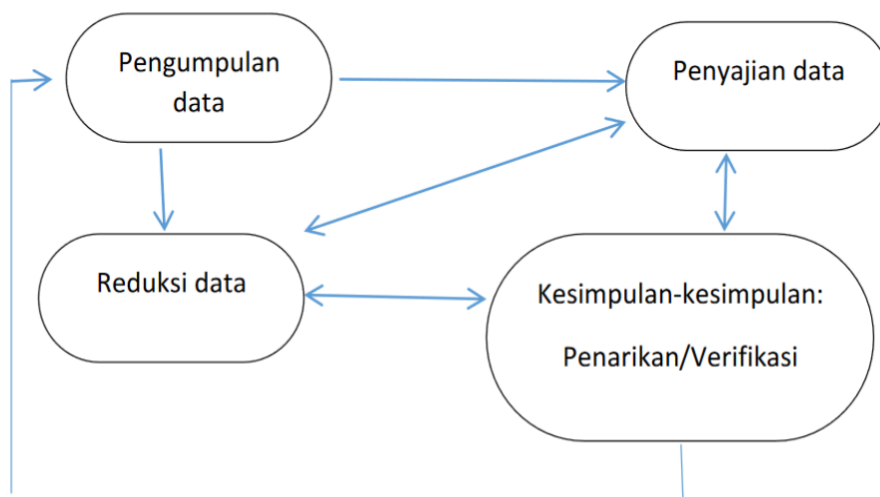 Pengumpulan
data
Penyajian data
Reduksi data
Kesimpulan-kesimpulan:
Penarikan/Verifikasi